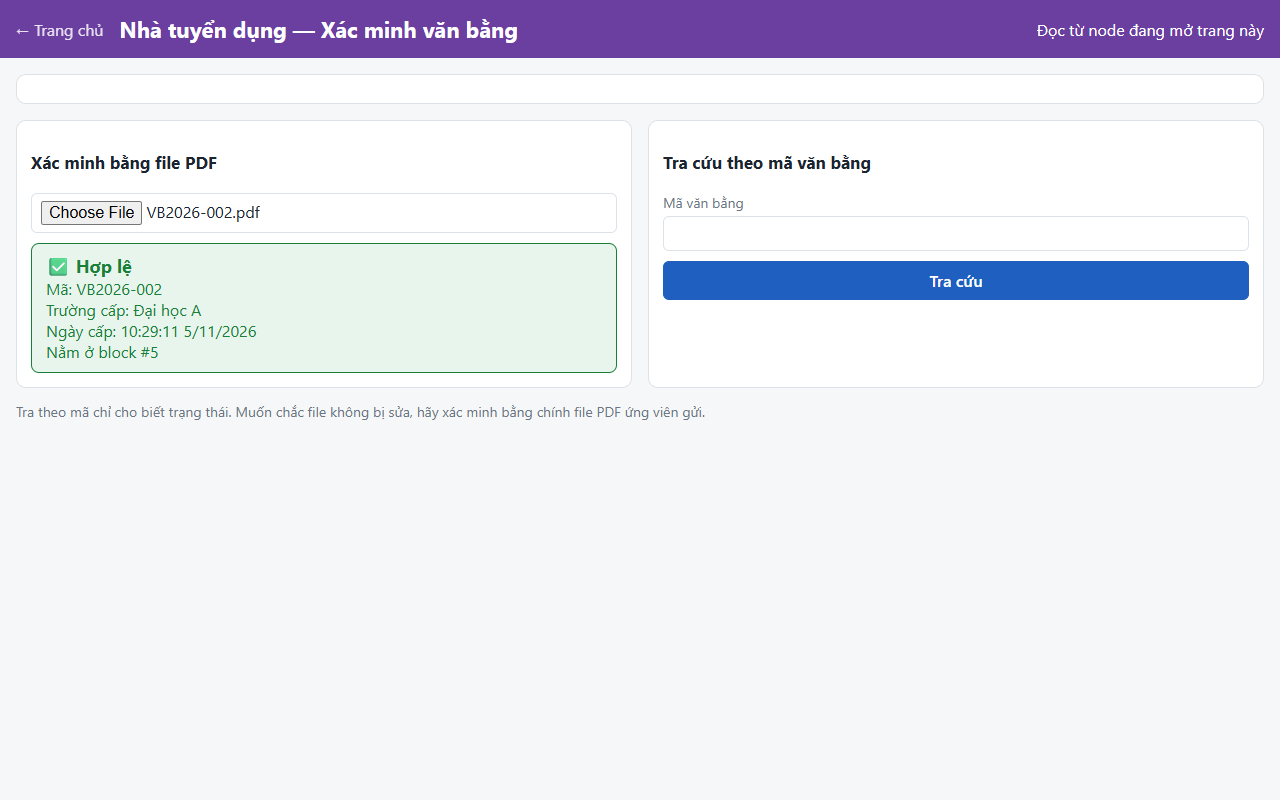 ← Trang chủ
Nhà tuyển dụng — Xác minh văn bằng
Đọc từ node đang mở trang này
Xác minh bằng file PDF
Choose File VB2026-002.pdf
✅ Hợp lệ
Mã: VB2026-002
Trường cấp: Đại học A
Ngày cấp: 10:29:11 5/11/2026
Nằm ở block #5
Tra cứu theo mã văn bằng
Mã văn bằng
Tra cứu
Tra theo mã chỉ cho biết trạng thái. Muốn chắc file không bị sửa, hãy xác minh bằng chính file PDF ứng viên gửi.